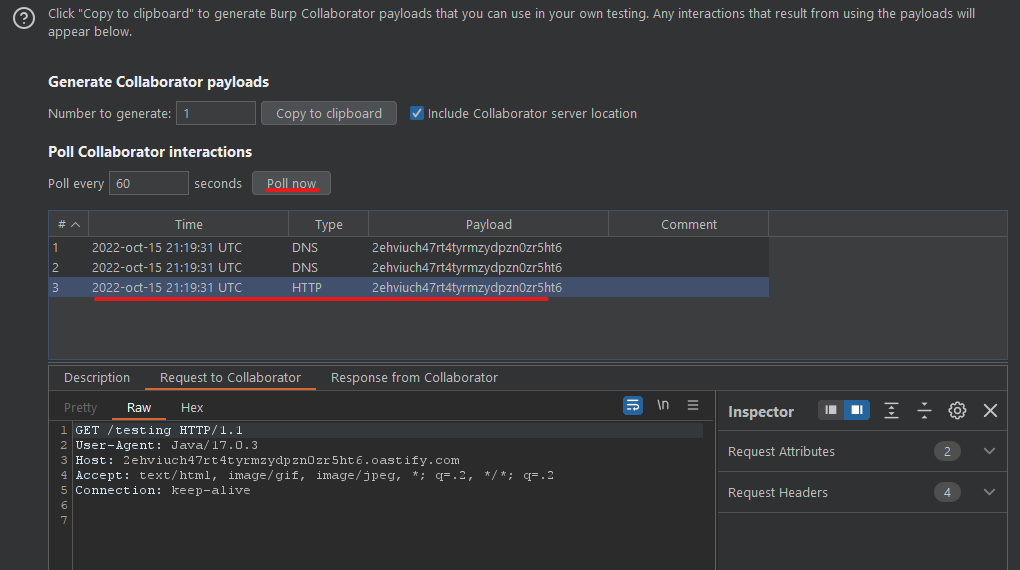 Click "Copy to clipboard" to generate Burp Collaborator payloads that you can use in your own testing. Any interactions that result from using the payloads will
appear below.
Generate Collaborator payloads
Number to generate: 1 Copy to clipboard Include Collaborator server location
Poll Collaborator interactions
Poll every 60 seconds Poll now
# Time Type Payload Comment
1 2022-oct-15 21:19:31 UTC DNS 2ehviuch47rt4tyrmzydpzn0zr5ht6
2 2022-oct-15 21:19:31 UTC DNS 2ehviuch47rt4tyrmzydpzn0zr5ht6
3 2022-oct-15 21:19:31 UTC HTTP 2ehviuch47rt4tyrmzydpzn0zr5ht6
Description Request to Collaborator Response from Collaborator
Pretty Raw Hex \n
1 GET /testing HTTP/1.1
2 User-Agent: Java/17.0.3
3 Host: 2ehviuch47rt4tyrmzydpzn0zr5ht6.oastify.com
4 Accept: text/html, image/gif, image/jpeg, *; q=.2, */*; q=.2
5 Connection: keep-alive
6
7
Inspector
Request Attributes 2
Request Headers 4